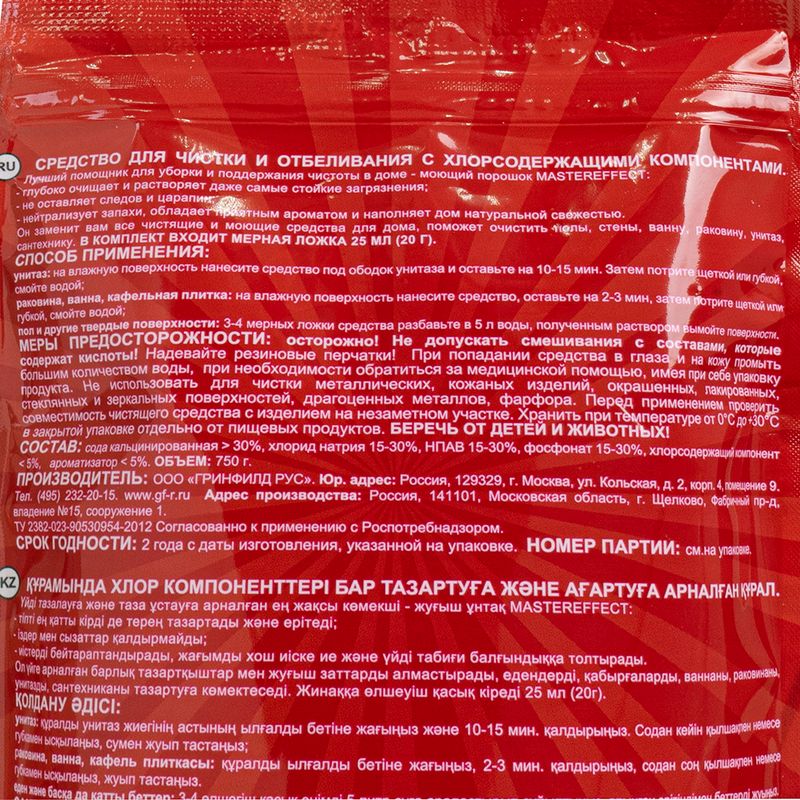 RU СРЕДСТВО ДЛЯ ЧИСТКИ И ОТБЕЛИВАНИЯ С ХЛОРСОДЕРЖАЩИМИ КОМПОНЕНТАМИ.
- Лучший помощник для уборки и поддержания чистоты в доме - моющий порошок MASTEREFFECT:
- глубоко очищает и растворяет даже самые стойкие загрязнения;
- не оставляет следов и царапин;
- нейтрализует запахи, обладает приятным ароматом и наполняет дом натуральной свежестью.
Он заменит вам все чистящие и моющие средства для дома, поможет очистить полы, стены, ванну, раковину, унитаз,
сантехнику. В КОМПЛЕКТ ВХОДИТ МЕРНАЯ ЛОЖКА 25 МЛ (20 Г).
СПОСОБ ПРИМЕНЕНИЯ:
унитаз: на влажную поверхность нанесите средство под ободок унитаза и оставьте на 10-15 мин. Затем потрите щеткой или губкой,
смойте водой;
раковина, ванна, кафельная плитка: на влажную поверхность нанесите средство, оставьте на 2-3 мин, затем потрите щеткой или
губкой, смойте водой;
пол и другие твердые поверхности: 3-4 мерных ложки средства разбавьте в 5 л воды, полученным раствором вымойте поверхности.
МЕРЫ ПРЕДОСТОРОЖНОСТИ: осторожно! Не допускать смешивания с составами, которые
содержат кислоты! Надевайте резиновые перчатки! При попадании средства в глаза и на кожу промыть
большим количеством воды, при необходимости обратиться за медицинской помощью, имея при себе упаковку
продукта. Не использовать для чистки металлических, кожаных изделий, окрашенных, лакированных,
стеклянных и зеркальных поверхностей, драгоценных металлов, фарфора. Перед применением проверить
совместимость чистящего средства с изделием на незаметном участке. Хранить при температуре от 0°С до +30°С
в закрытой упаковке отдельно от пищевых продуктов. БЕРЕЧЬ ОТ ДЕТЕЙ И ЖИВОТНЫХ!
СОСТАВ: сода кальцинированная > 30%, хлорид натрия 15-30%, НПАВ 15-30%, фосфонат 15-30%, хлорсодержащий компонент
< 5%, ароматизатор < 5%. ОБЪЕМ: 750 г.
ПРОИЗВОДИТЕЛЬ: ООО «ГРИНФИЛД РУС». Юр. адрес: Россия, 129329, г. Москва, ул. Кольская, д. 2, корп. 4, помещение 9.
Тел. (495) 232-20-15. www.gf-r.ru Адрес производства: Россия, 141101, Московская область, г. Щелково, Фабричный пр-д,
владение №15, сооружение 1.
ТУ 2382-023-90530954-2012 Согласованно к применению с Роспотребнадзором.
СРОК ГОДНОСТИ: 2 года с даты изготовления, указанной на упаковке. НОМЕР ПАРТИИ: см.на упаковке.
KZ ҚҰРАМЫНДА ХЛОР КОМПОНЕНТТЕРІ БАР ТАЗАРТУҒА ЖӘНЕ АҒАРТУҒА АРНАЛҒАН ҚҰРАЛ.
Үйді тазалауға және таза ұстауға арналған ең жақсы көмекші - жуғыш ұнтақ MASTEREFFECT:
- тіпті ең қатты кірді де терең тазартады және ерітеді;
- іздер мен сызаттар қалдырмайды;
- иістерді бейтараптандырады, жағымды хош иіске ие және үйді табиғи балғындыққа толтырады.
Ол үйге арналған барлық тазартқыштар мен жуғыш заттарды алмастырады, едендерді, қабырғаларды, ваннаны, раковинаны,
унитазды, сантехниканы тазартуға көмектеседі. Жинаққа өлшеуіш қасық кіреді 25 мл (20г).
ҚОЛДАНУ ӘДІСІ:
унитаз: құралды унитаз жиегінің астының ылғалды бетіне жағыңыз және 10-15 мин. қалдырыңыз. Содан кейін қылшақпен немесе
губкамен ысқылаңыз, сумен жуып тастаңыз;
раковина, ванна, кафель плиткасы: құралды ылғалды бетіне жағыңыз, 2-3 мин. қалдырыңыз, содан соң қылшақпен немесе
губкамен ысқылаңыз, жуып тастаңыз.
еден және басқа да қатты беттер: 3-4 өлшегіш қасық өнімді 5 литр суға